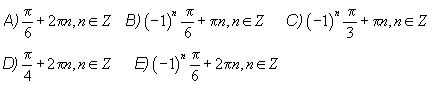 A) π/6 + 2πn, n ∈ Z B) (−1)ⁿ π/6 + πn, n ∈ Z C) (−1)ⁿ π/3 + πn, n ∈ Z
D) π/4 + 2πn, n ∈ Z E) (−1)ⁿ π/6 + 2πn, n ∈ Z